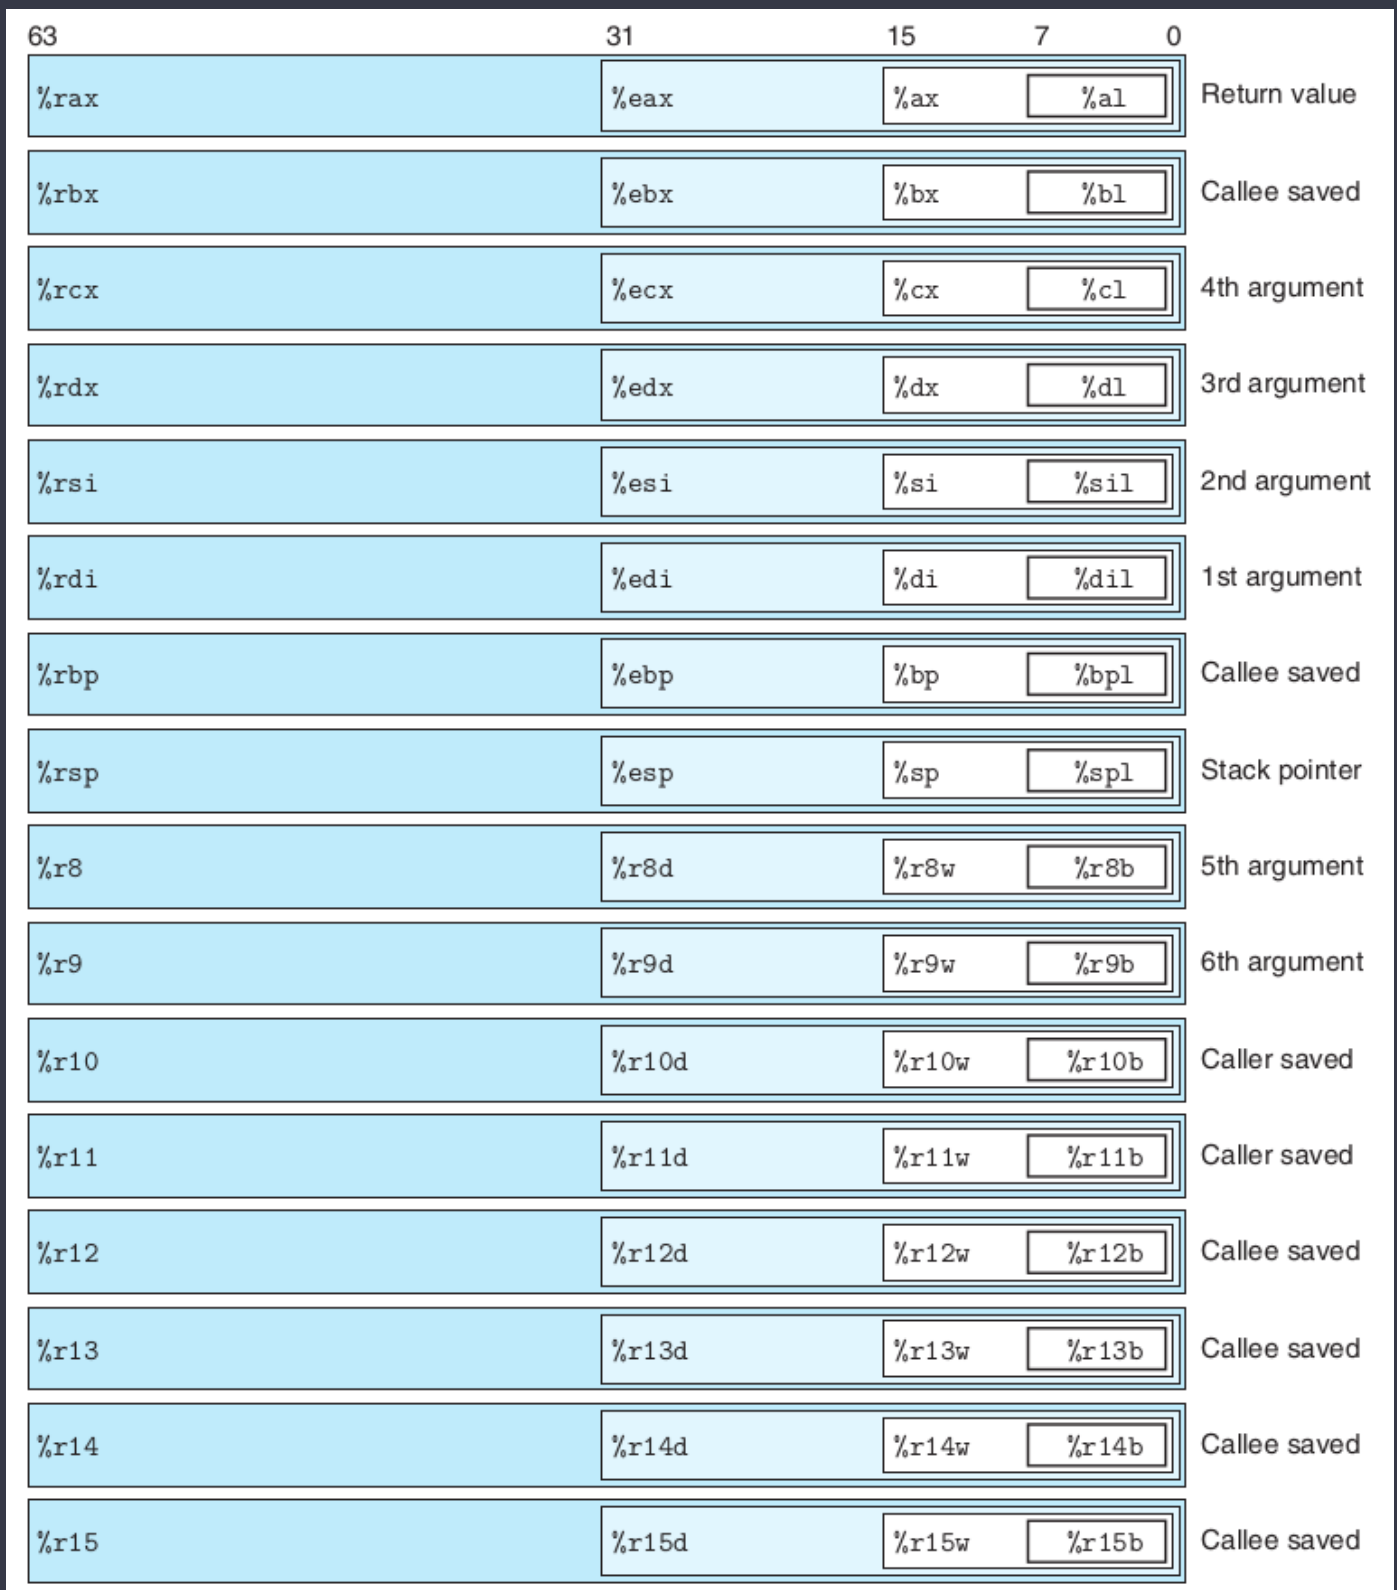 63 31 15 7 0
%rax %eax %ax %al Return value
%rbx %ebx %bx %bl Callee saved
%rcx %ecx %cx %cl 4th argument
%rdx %edx %dx %dl 3rd argument
%rsi %esi %si %sil 2nd argument
%rdi %edi %di %dil 1st argument
%rbp %ebp %bp %bpl Callee saved
%rsp %esp %sp %spl Stack pointer
%r8 %r8d %r8w %r8b 5th argument
%r9 %r9d %r9w %r9b 6th argument
%r10 %r10d %r10w %r10b Caller saved
%r11 %r11d %r11w %r11b Caller saved
%r12 %r12d %r12w %r12b Callee saved
%r13 %r13d %r13w %r13b Callee saved
%r14 %r14d %r14w %r14b Callee saved
%r15 %r15d %r15w %r15b Callee saved